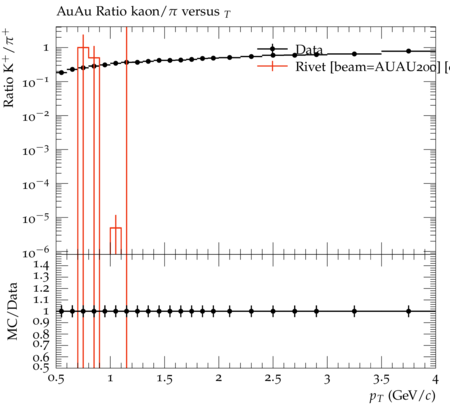 AuAu Ratio kaon/π versus T
Ratio K⁺/π⁺
1
10⁻¹
10⁻²
10⁻³
10⁻⁴
10⁻⁵
10⁻⁶
Data
Rivet [beam=AUAU200] [
MC/Data
1.4
1.3
1.2
1.1
1
0.9
0.8
0.7
0.6
0.5
0.5 1 1.5 2 2.5 3 3.5 4
pT (GeV/c)